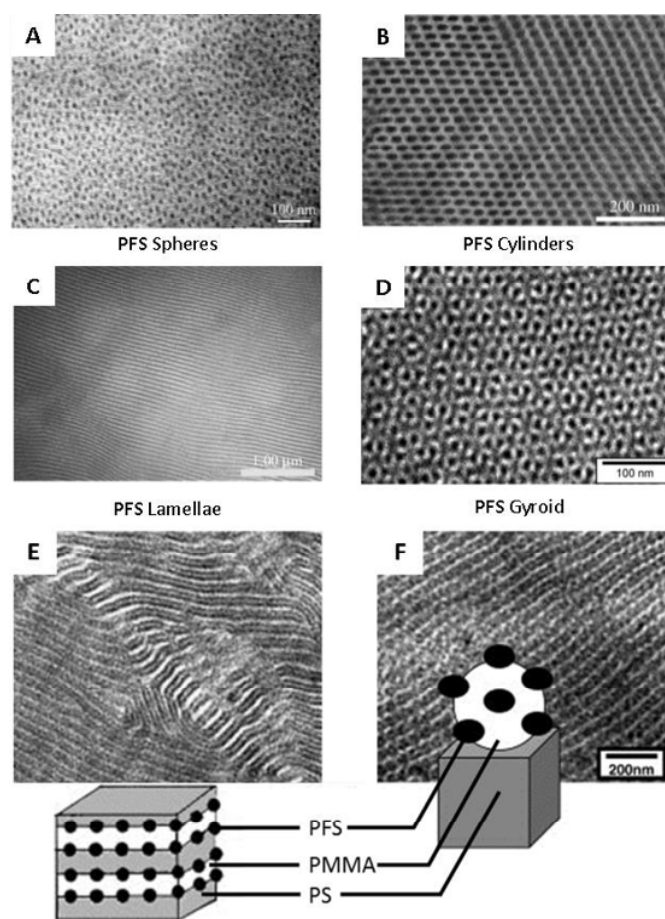 A
B
100 nm
200 nm
PFS Spheres
PFS Cylinders
C
D
1.00 μm
100 nm
PFS Lamellae
PFS Gyroid
E
F
200nm
PFS
PMMA
PS